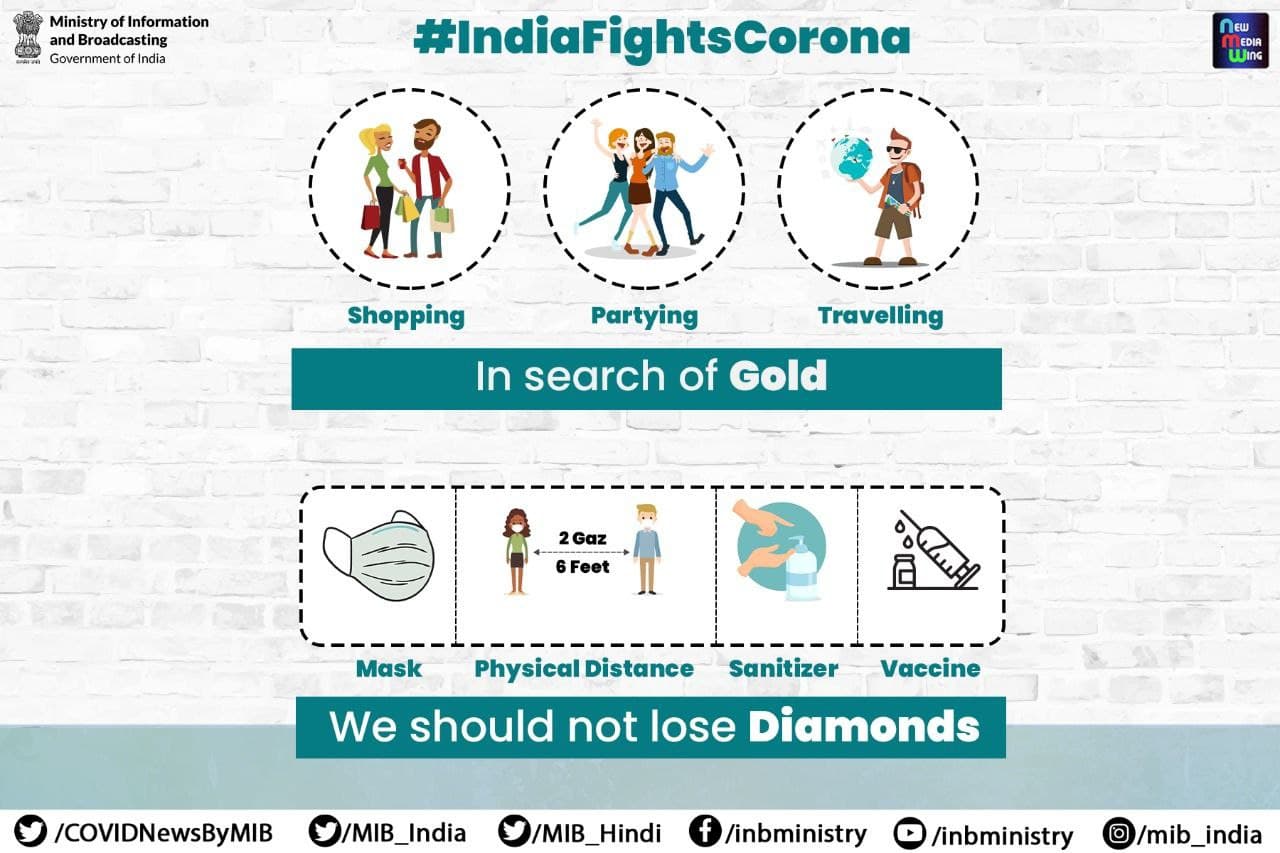 Ministry of Information
and Broadcasting
Government of India
#IndiaFightsCorona
New
Media
Wing
Shopping
Partying
Travelling
In search of Gold
2 Gaz
6 Feet
Mask
Physical Distance
Sanitizer
Vaccine
We should not lose Diamonds
/COVIDNewsByMIB
/MIB_India
/MIB_Hindi
/inbministry
/inbministry
/mib_india